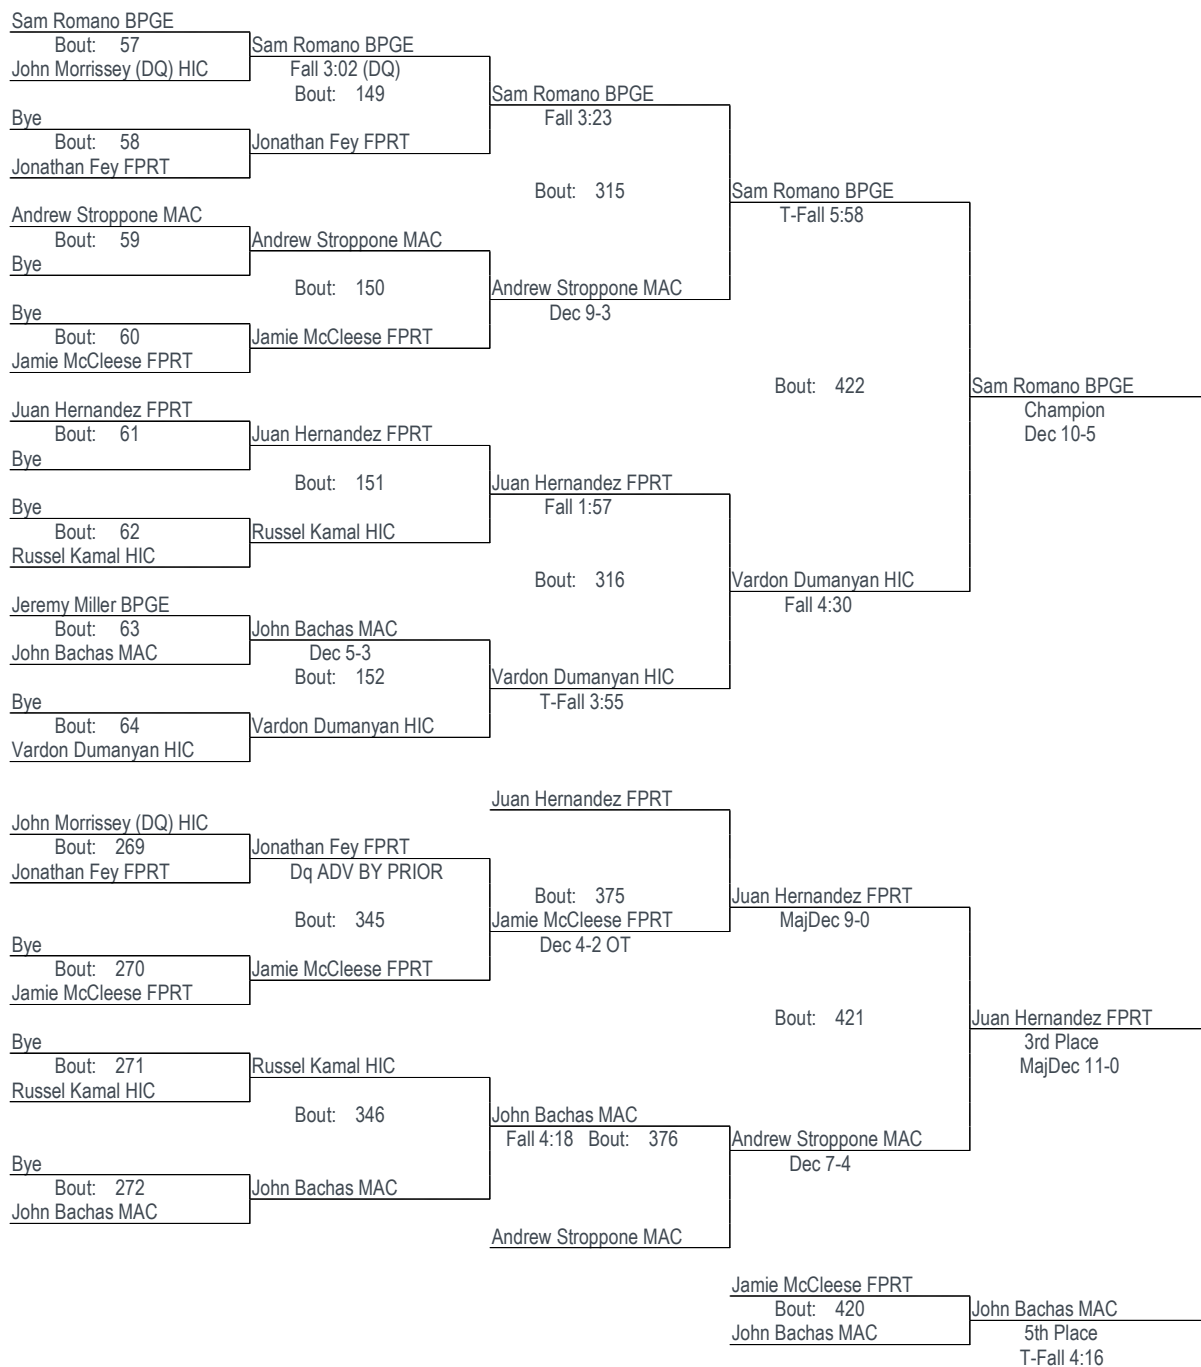 Sam Romano BPGE
Bout: 57
John Morrissey (DQ) HIC
Bye
Bout: 58
Jonathan Fey FPRT
Andrew Stroppone MAC
Bout: 59
Bye
Bye
Bout: 60
Jamie McCleese FPRT
Juan Hernandez FPRT
Bout: 61
Bye
Bye
Bout: 62
Russel Kamal HIC
Jeremy Miller BPGE
Bout: 63
John Bachas MAC
Bye
Bout: 64
Vardon Dumanyan HIC
Sam Romano BPGE
Fall 3:02 (DQ)
Bout: 149
Jonathan Fey FPRT
Andrew Stroppone MAC
Bout: 150
Jamie McCleese FPRT
Juan Hernandez FPRT
Bout: 151
Russel Kamal HIC
John Bachas MAC
Dec 5-3
Bout: 152
Vardon Dumanyan HIC
Sam Romano BPGE
Fall 3:23
Bout: 315
Andrew Stroppone MAC
Dec 9-3
Juan Hernandez FPRT
Fall 1:57
Bout: 316
Vardon Dumanyan HIC
T-Fall 3:55
Sam Romano BPGE
T-Fall 5:58
Bout: 422
Vardon Dumanyan HIC
Fall 4:30
Sam Romano BPGE
Champion
Dec 10-5
John Morrissey (DQ) HIC
Bout: 269
Jonathan Fey FPRT
Bye
Bout: 270
Jamie McCleese FPRT
Bye
Bout: 271
Russel Kamal HIC
Bye
Bout: 272
John Bachas MAC
Jonathan Fey FPRT
Dq ADV BY PRIOR
Bout: 345
Jamie McCleese FPRT
Russel Kamal HIC
Bout: 346
John Bachas MAC
Juan Hernandez FPRT
Bout: 375
Jamie McCleese FPRT
Dec 4-2 OT
John Bachas MAC
Fall 4:18 Bout: 376
Andrew Stroppone MAC
Juan Hernandez FPRT
MajDec 9-0
Bout: 421
Andrew Stroppone MAC
Dec 7-4
Juan Hernandez FPRT
3rd Place
MajDec 11-0
Jamie McCleese FPRT
Bout: 420
John Bachas MAC
John Bachas MAC
5th Place
T-Fall 4:16